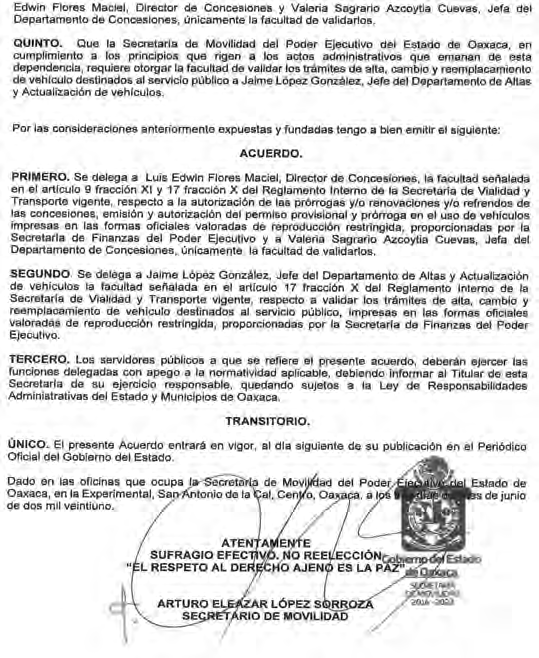 Edwin Flores Maciel, Director de Concesiones y Valeria Sagrario Azcoytia Cuevas, Jefa del
Departamento de Concesiones, únicamente la facultad de validarlos.
QUINTO. Que la Secretaria de Movilidad del Poder Ejecutivo del Estado de Oaxaca, en
cumplimiento a los principios que rigen a los actos administrativos que emanan de esta
dependencia, requiere otorgar la facultad de validar los trámites de alta, cambio y reemplacamiento
de vehículo destinados al servicio público a Jaime López González, Jefe del Departamento de Altas
y Actualización de vehículos.
Por las consideraciones anteriormente expuestas y fundadas tengo a bien emitir el siguiente:
ACUERDO.
PRIMERO. Se delega a Luis Edwin Flores Maciel, Director de Concesiones, la facultad señalada
en el artículo 9 fracción XI y 17 fracción X del Reglamento Interno de la Secretaría de Vialidad y
Transporte vigente, respecto a la autorización de las prórrogas y/o renovaciones y/o refrendos de
las concesiones, emisión y autorización del permiso provisional y prórroga en el uso de vehículos
impresas en las formas oficiales valoradas de reproducción restringida, proporcionadas por la
Secretaría de Finanzas del Poder Ejecutivo y a Valeria Sagrario Azcoytia Cuevas, Jefa del
Departamento de Concesiones, únicamente la facultad de validarlos.
SEGUNDO. Se delega a Jaime López González, Jefe del Departamento de Altas y Actualización
de vehículos la facultad señalada en el artículo 17 fracción X del Reglamento Interno de la
Secretaría de Vialidad y Transporte vigente, respecto a validar los trámites de alta, cambio y
reemplacamiento de vehículo destinados al servicio público, impresas en las formas oficiales
valoradas de reproducción restringida, proporcionadas por la Secretaría de Finanzas del Poder
Ejecutivo.
TERCERO. Los servidores públicos a que se refiere el presente acuerdo, deberán ejercer las
funciones delegadas con apego a la normatividad aplicable, debiendo informar al Titular de esta
Secretaría de su ejercicio responsable, quedando sujetos a la Ley de Responsabilidades
Administrativas del Estado y Municipios de Oaxaca.
TRANSITORIO.
ÚNICO. El presente Acuerdo entrará en vigor, al día siguiente de su publicación en el Periódico
Oficial del Gobierno del Estado.
Dado en las oficinas que ocupa la Secretaría de Movilidad del Poder Ejecutivo del Estado de
Oaxaca, en la Experimental, San Antonio de la Cal, Centro, Oaxaca, a los de junio
de dos mil veintiuno.
ATENTAMENTE
SUFRAGIO EFECTIVO. NO REELECCIÓN
"EL RESPETO AL DERECHO AJENO ES LA PAZ"
Gobierno del Estado
de Oaxaca
SECRETARÍA
DE MOVILIDAD
2016 - 2022
ARTURO ELEAZAR LÓPEZ SORROZA
SECRETARIO DE MOVILIDAD